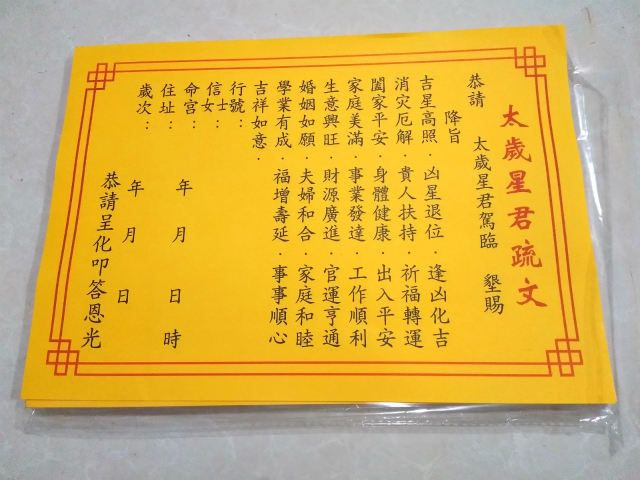 太歲星君疏文
恭請 太歲星君駕臨 墾賜
降旨
吉星高照．凶星退位．逢凶化吉
消灾厄解．貴人扶持．祈福轉運
闔家平安．身體健康．出入平安
家庭美滿．事業發達．工作順利
生意興旺．財源廣進．官運亨通
婚姻如願．夫婦和合．家庭和睦
學業有成．福增壽延．事事順心
吉祥如意．
行號：
信士女：
命宮： 年 月 日 時
住址：
歲次： 年 月 日
恭請呈化叩答恩光